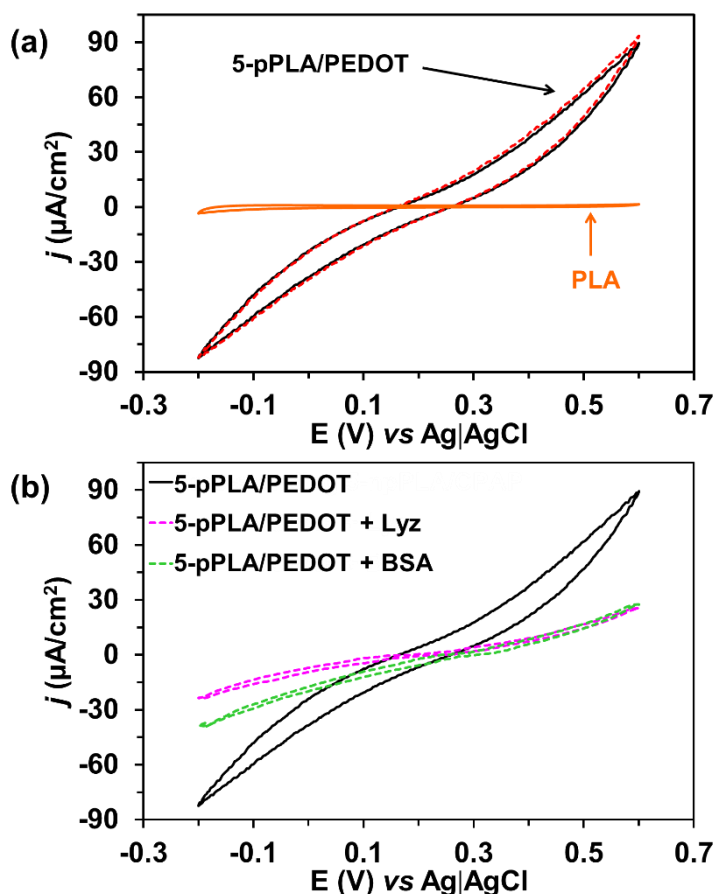 (a)
5-pPLA/PEDOT
PLA
j (µA/cm²)
90
60
30
0
-30
-60
-90
-0.3 -0.1 0.1 0.3 0.5 0.7
E (V) vs Ag|AgCl
(b)
5-pPLA/PEDOT
5-pPLA/PEDOT + Lyz
5-pPLA/PEDOT + BSA
j (µA/cm²)
90
60
30
0
-30
-60
-90
-0.3 -0.1 0.1 0.3 0.5 0.7
E (V) vs Ag|AgCl